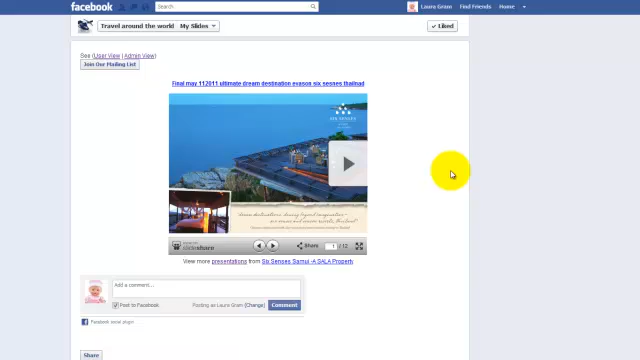 facebook
Search
Laura Gram Find Friends Home
Travel around the world My Slides
Liked
See (User View | Admin View)
Join Our Mailing List
Final may 112011 ultimate dream destination evason six sesnes thailnad
SIX SENSES
slideshare
Share 1 / 12
View more presentations from Six Senses Samui -A SALA Property
Add a comment...
Post to Facebook
Posting as Laura Gram (Change)
Comment
Facebook social plugin
Share